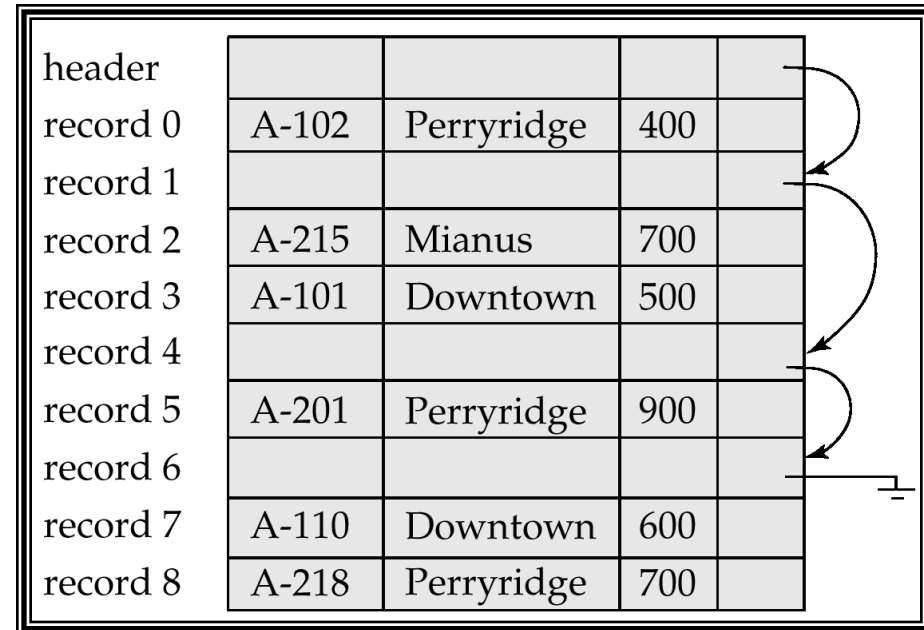 header
record 0 A-102 Perryridge 400
record 1
record 2 A-215 Mianus 700
record 3 A-101 Downtown 500
record 4
record 5 A-201 Perryridge 900
record 6
record 7 A-110 Downtown 600
record 8 A-218 Perryridge 700